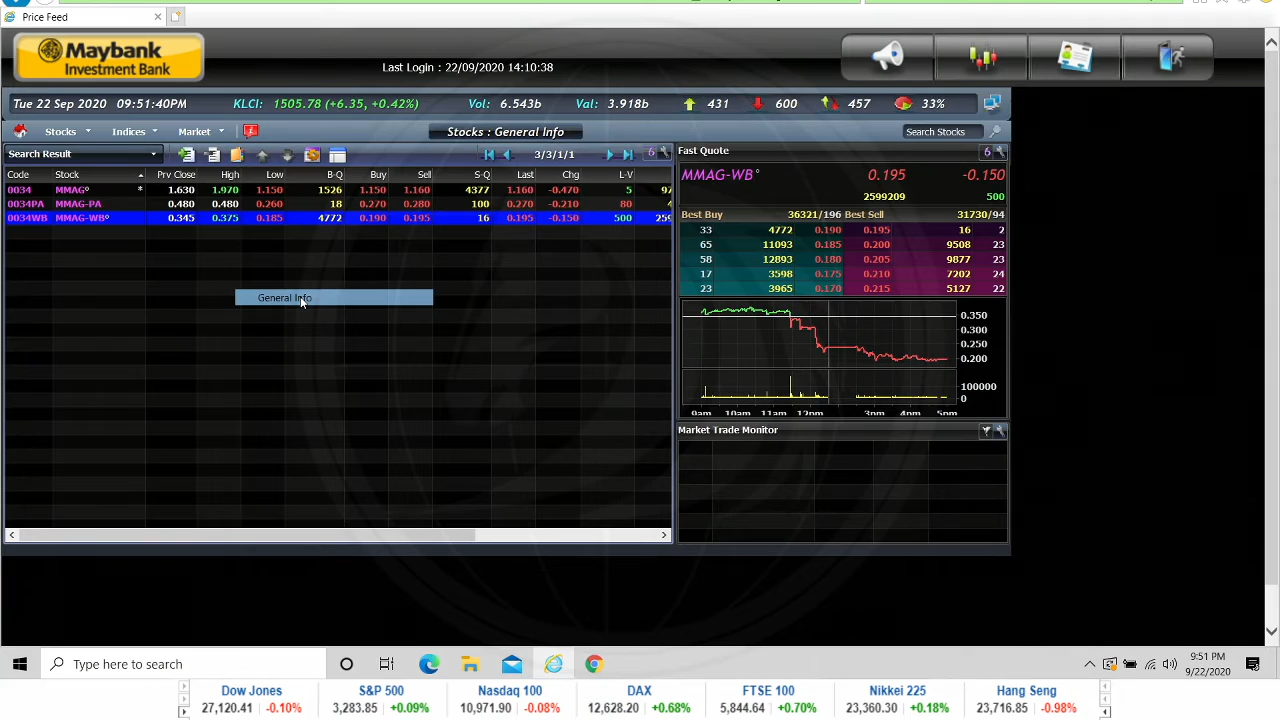 Price Feed
Maybank
Investment Bank
Last Login : 22/09/2020 14:10:38
Tue 22 Sep 2020 09:51:40PM KLCI: 1505.78 (+6.35, +0.42%) Vol: 6.543b Val: 3.918b 431 600 457 33%
Stocks Indices Market Stocks : General Info Search Stocks
Search Result 3/3/1/1 6
Code Stock Prv Close High Low B-Q Buy Sell S-Q Last Chg L-V
0034 MMAG° * 1.630 1.970 1.150 1526 1.150 1.160 4377 1.160 -0.470 5 97
0034PA MMAG-PA 0.480 0.480 0.260 18 0.270 0.280 100 0.270 -0.210 80 4
0034WB MMAG-WB° 0.345 0.375 0.185 4772 0.190 0.195 16 0.195 -0.150 500 259
General Info
Fast Quote 6
MMAG-WB° 0.195 -0.150
2599209 500
Best Buy 36321/196 Best Sell 31730/94
33 4772 0.190 0.195 16 2
65 11093 0.185 0.200 9508 23
58 12893 0.180 0.205 9877 23
17 3598 0.175 0.210 7202 24
23 3965 0.170 0.215 5127 22
0.350
0.300
0.250
0.200
100000
0
9am 10am 11am 12pm 3pm 4pm 5pm
Market Trade Monitor
Type here to search
9:51 PM
9/22/2020
Dow Jones S&P 500 Nasdaq 100 DAX FTSE 100 Nikkei 225 Hang Seng
27,120.41 -0.10% 3,283.85 +0.09% 10,971.90 -0.08% 12,628.20 +0.68% 5,844.64 +0.70% 23,360.30 +0.18% 23,716.85 -0.98%